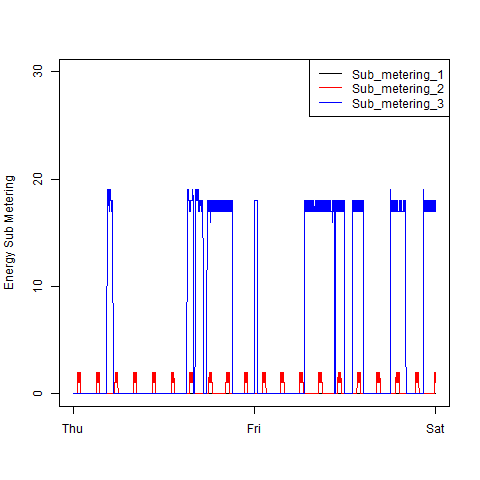 30
20
10
0
Energy Sub Metering
Sub_metering_1
Sub_metering_2
Sub_metering_3
Thu Fri Sat